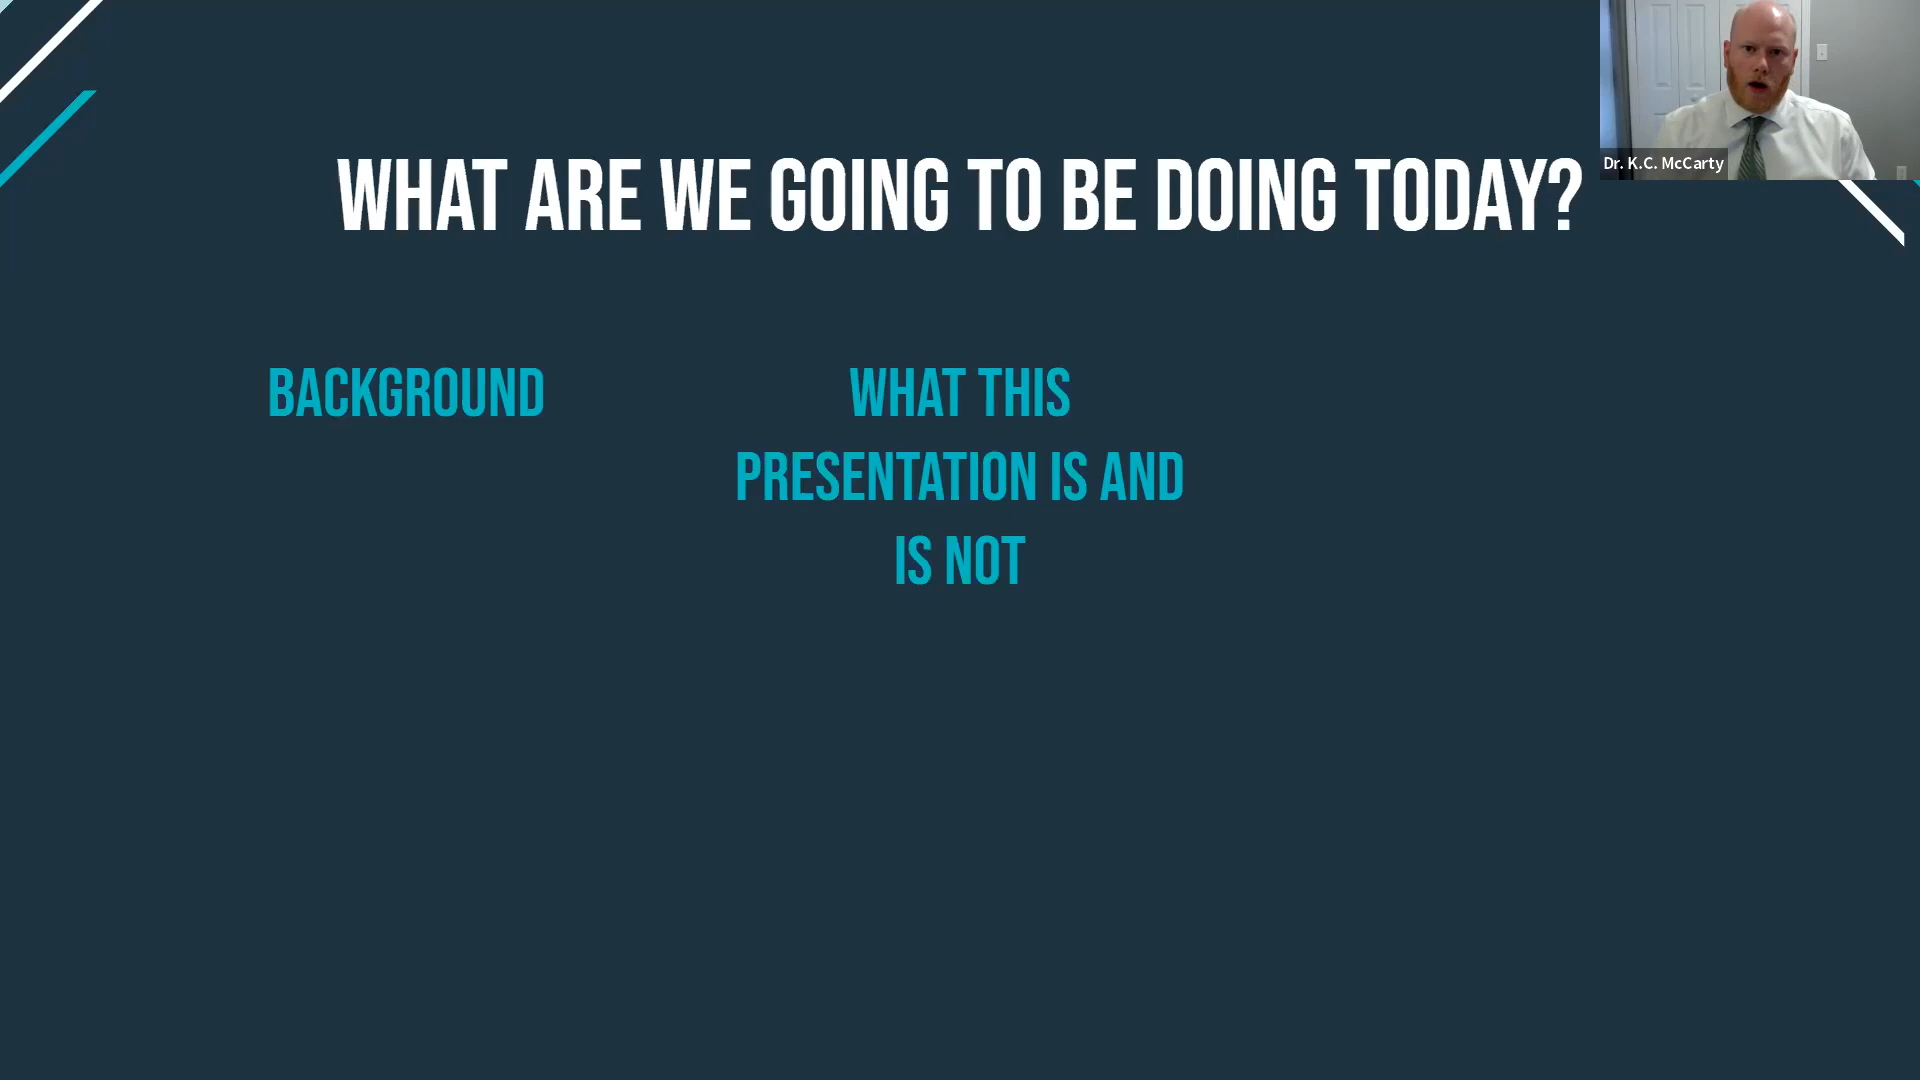 WHAT ARE WE GOING TO BE DOING TODAY?
BACKGROUND
WHAT THIS
PRESENTATION IS AND
IS NOT
Dr. K.C. McCarty